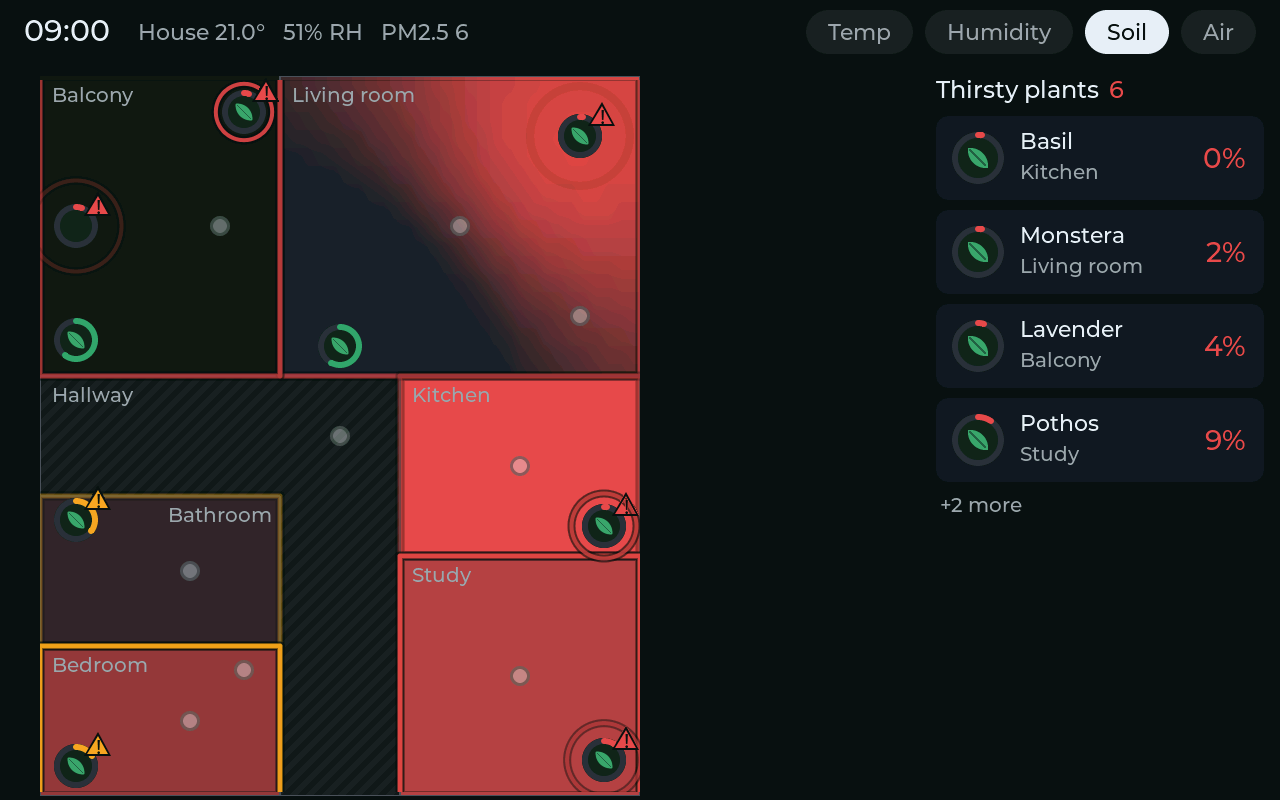 09:00 House 21.0° 51% RH PM2.5 6
Temp Humidity Soil Air
Balcony
Living room
Hallway
Kitchen
Bathroom
Study
Bedroom
Thirsty plants 6
Basil
Kitchen
0%
Monstera
Living room
2%
Lavender
Balcony
4%
Pothos
Study
9%
+2 more